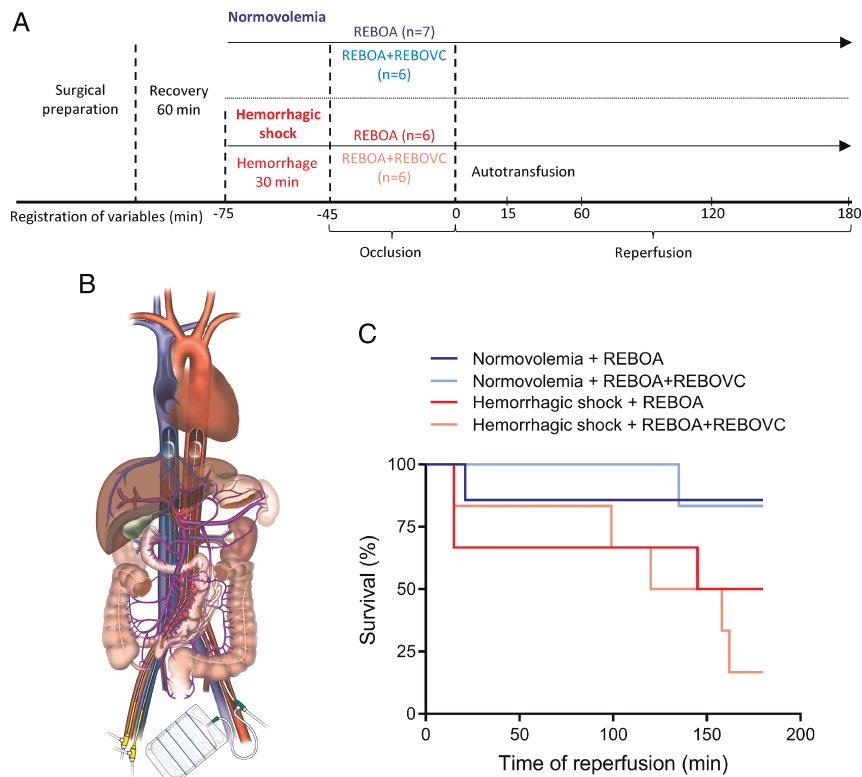 A
Normovolemia
REBOA (n=7)
REBOA+REBOVC
(n=6)
Surgical
preparation
Recovery
60 min
Hemorrhagic
shock
REBOA (n=6)
Hemorrhage
30 min
REBOA+REBOVC
(n=6)
Autotransfusion
Registration of variables (min) -75 -45 0 15 60 120 180
Occlusion
Reperfusion
B
C
Normovolemia + REBOA
Normovolemia + REBOA+REBOVC
Hemorrhagic shock + REBOA
Hemorrhagic shock + REBOA+REBOVC
100
75
50
25
0
Survival (%)
0 50 100 150 200
Time of reperfusion (min)